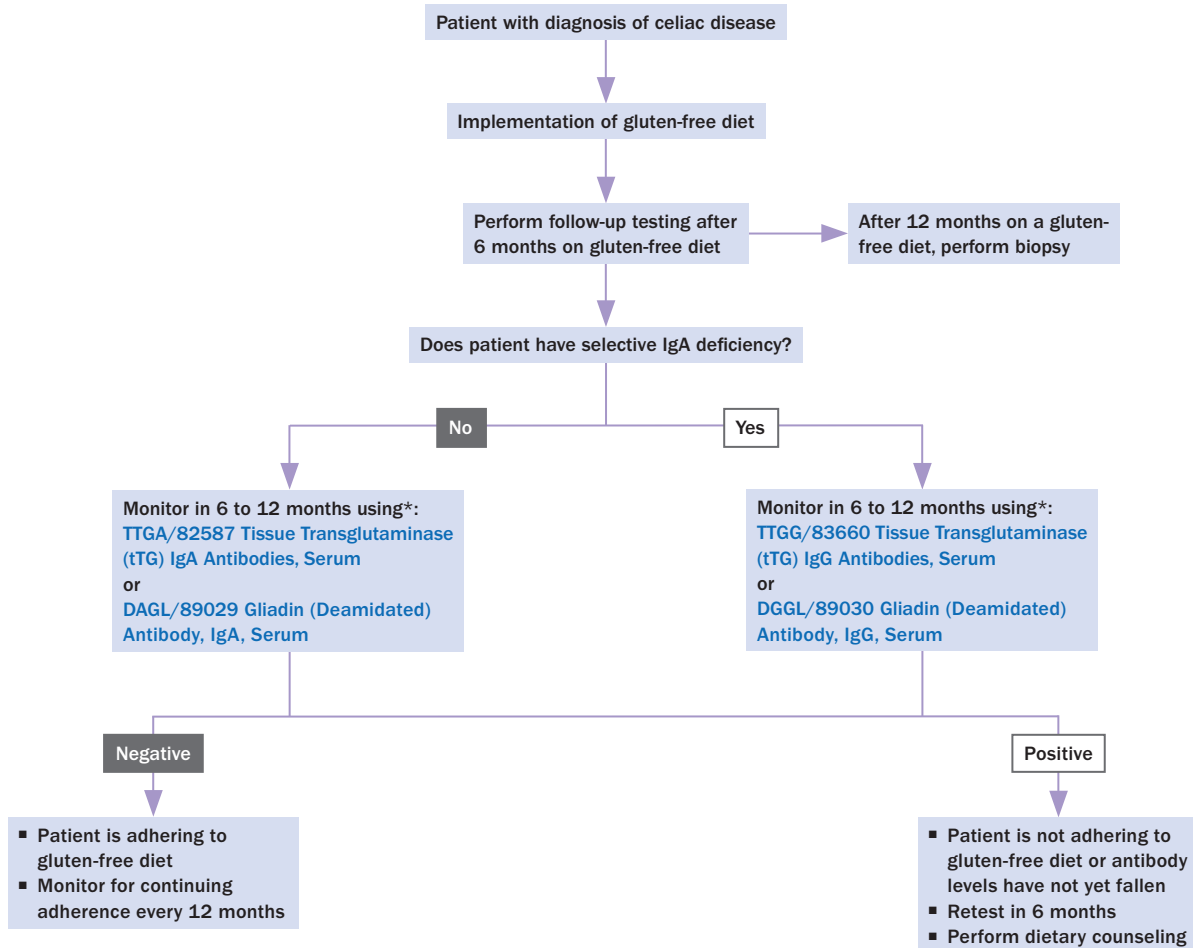 Patient with diagnosis of celiac disease
Implementation of gluten-free diet
Perform follow-up testing after
6 months on gluten-free diet
After 12 months on a gluten-
free diet, perform biopsy
Does patient have selective IgA deficiency?
No
Yes
Monitor in 6 to 12 months using*:
TTGA/82587 Tissue Transglutaminase
(tTG) IgA Antibodies, Serum
or
DAGL/89029 Gliadin (Deamidated)
Antibody, IgA, Serum
Monitor in 6 to 12 months using*:
TTGG/83660 Tissue Transglutaminase
(tTG) IgG Antibodies, Serum
or
DGGL/89030 Gliadin (Deamidated)
Antibody, IgG, Serum
Negative
Positive
▪ Patient is adhering to
gluten-free diet
▪ Monitor for continuing
adherence every 12 months
▪ Patient is not adhering to
gluten-free diet or antibody
levels have not yet fallen
▪ Retest in 6 months
▪ Perform dietary counseling